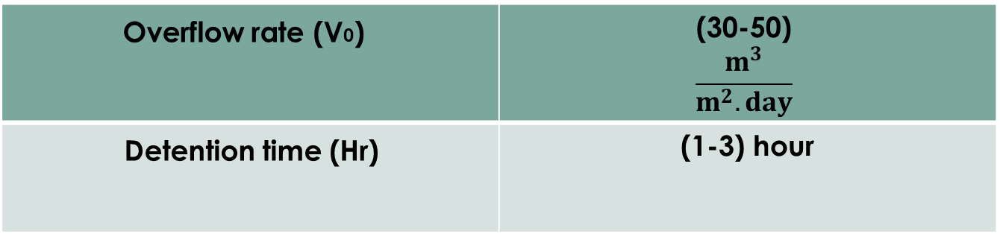 Overflow rate (V₀)
(30-50)
m³
m².day
Detention time (Hr)
(1-3) hour